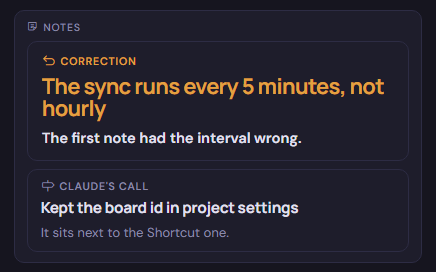 NOTES
CORRECTION
The sync runs every 5 minutes, not
hourly
The first note had the interval wrong.
CLAUDE'S CALL
Kept the board id in project settings
It sits next to the Shortcut one.